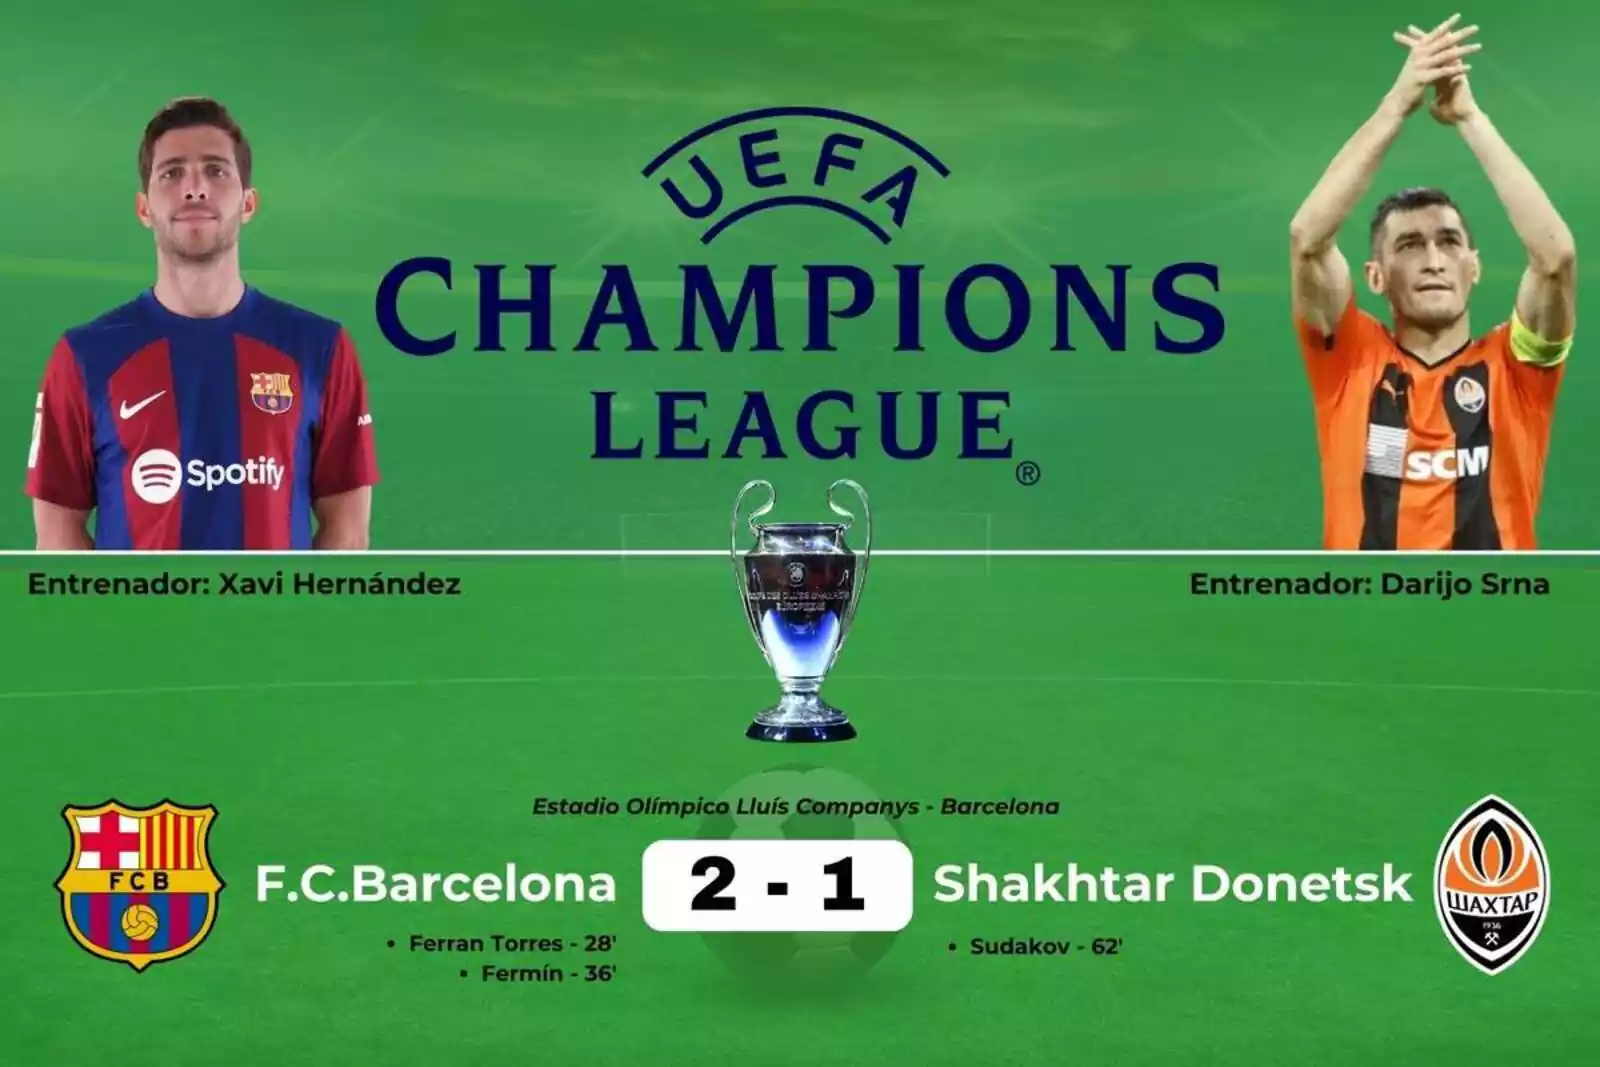 UEFA
CHAMPIONS
LEAGUE®
Spotify
SCM
Entrenador: Xavi Hernández
Entrenador: Darijo Srna
Estadio Olímpico Lluís Companys - Barcelona
FCB
F.C.Barcelona
2 - 1
Shakhtar Donetsk
ШАХТАР
1936
• Ferran Torres - 28'
• Fermín - 36'
• Sudakov - 62'